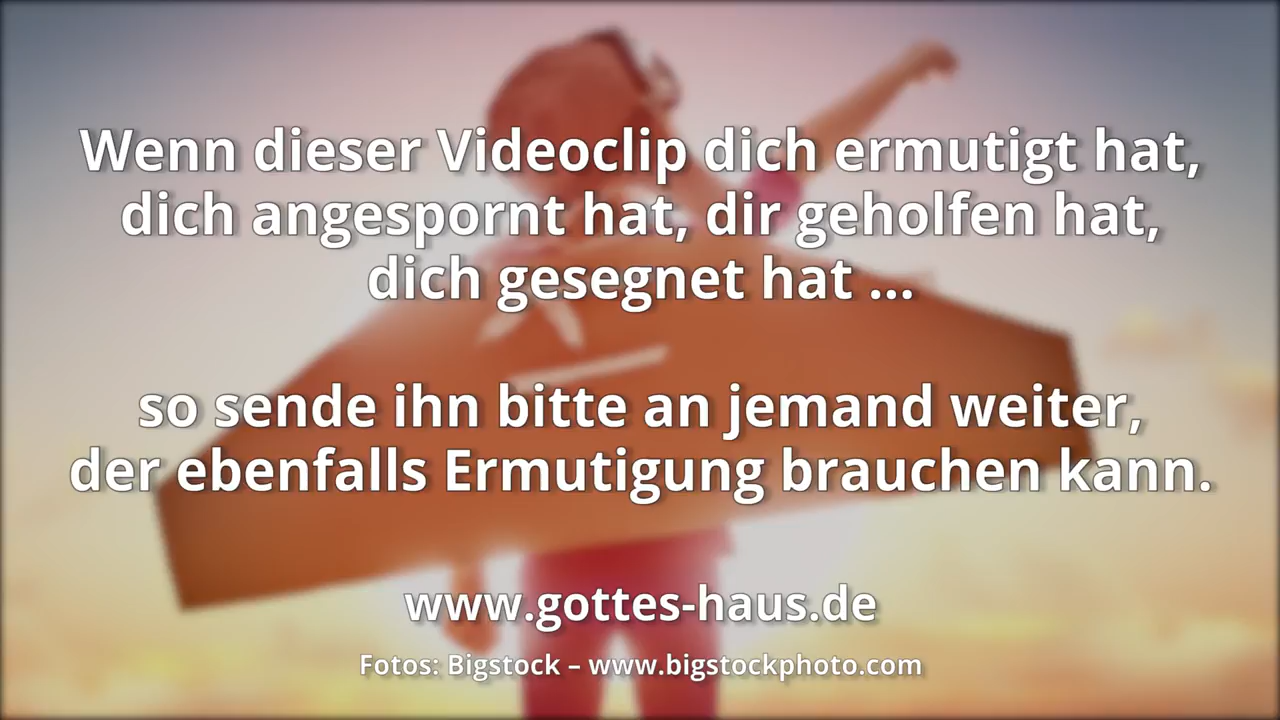 Wenn dieser Videoclip dich ermutigt hat,
dich angespornt hat, dir geholfen hat,
dich gesegnet hat ...
so sende ihn bitte an jemand weiter,
der ebenfalls Ermutigung brauchen kann.
www.gottes-haus.de
Fotos: Bigstock – www.bigstockphoto.com